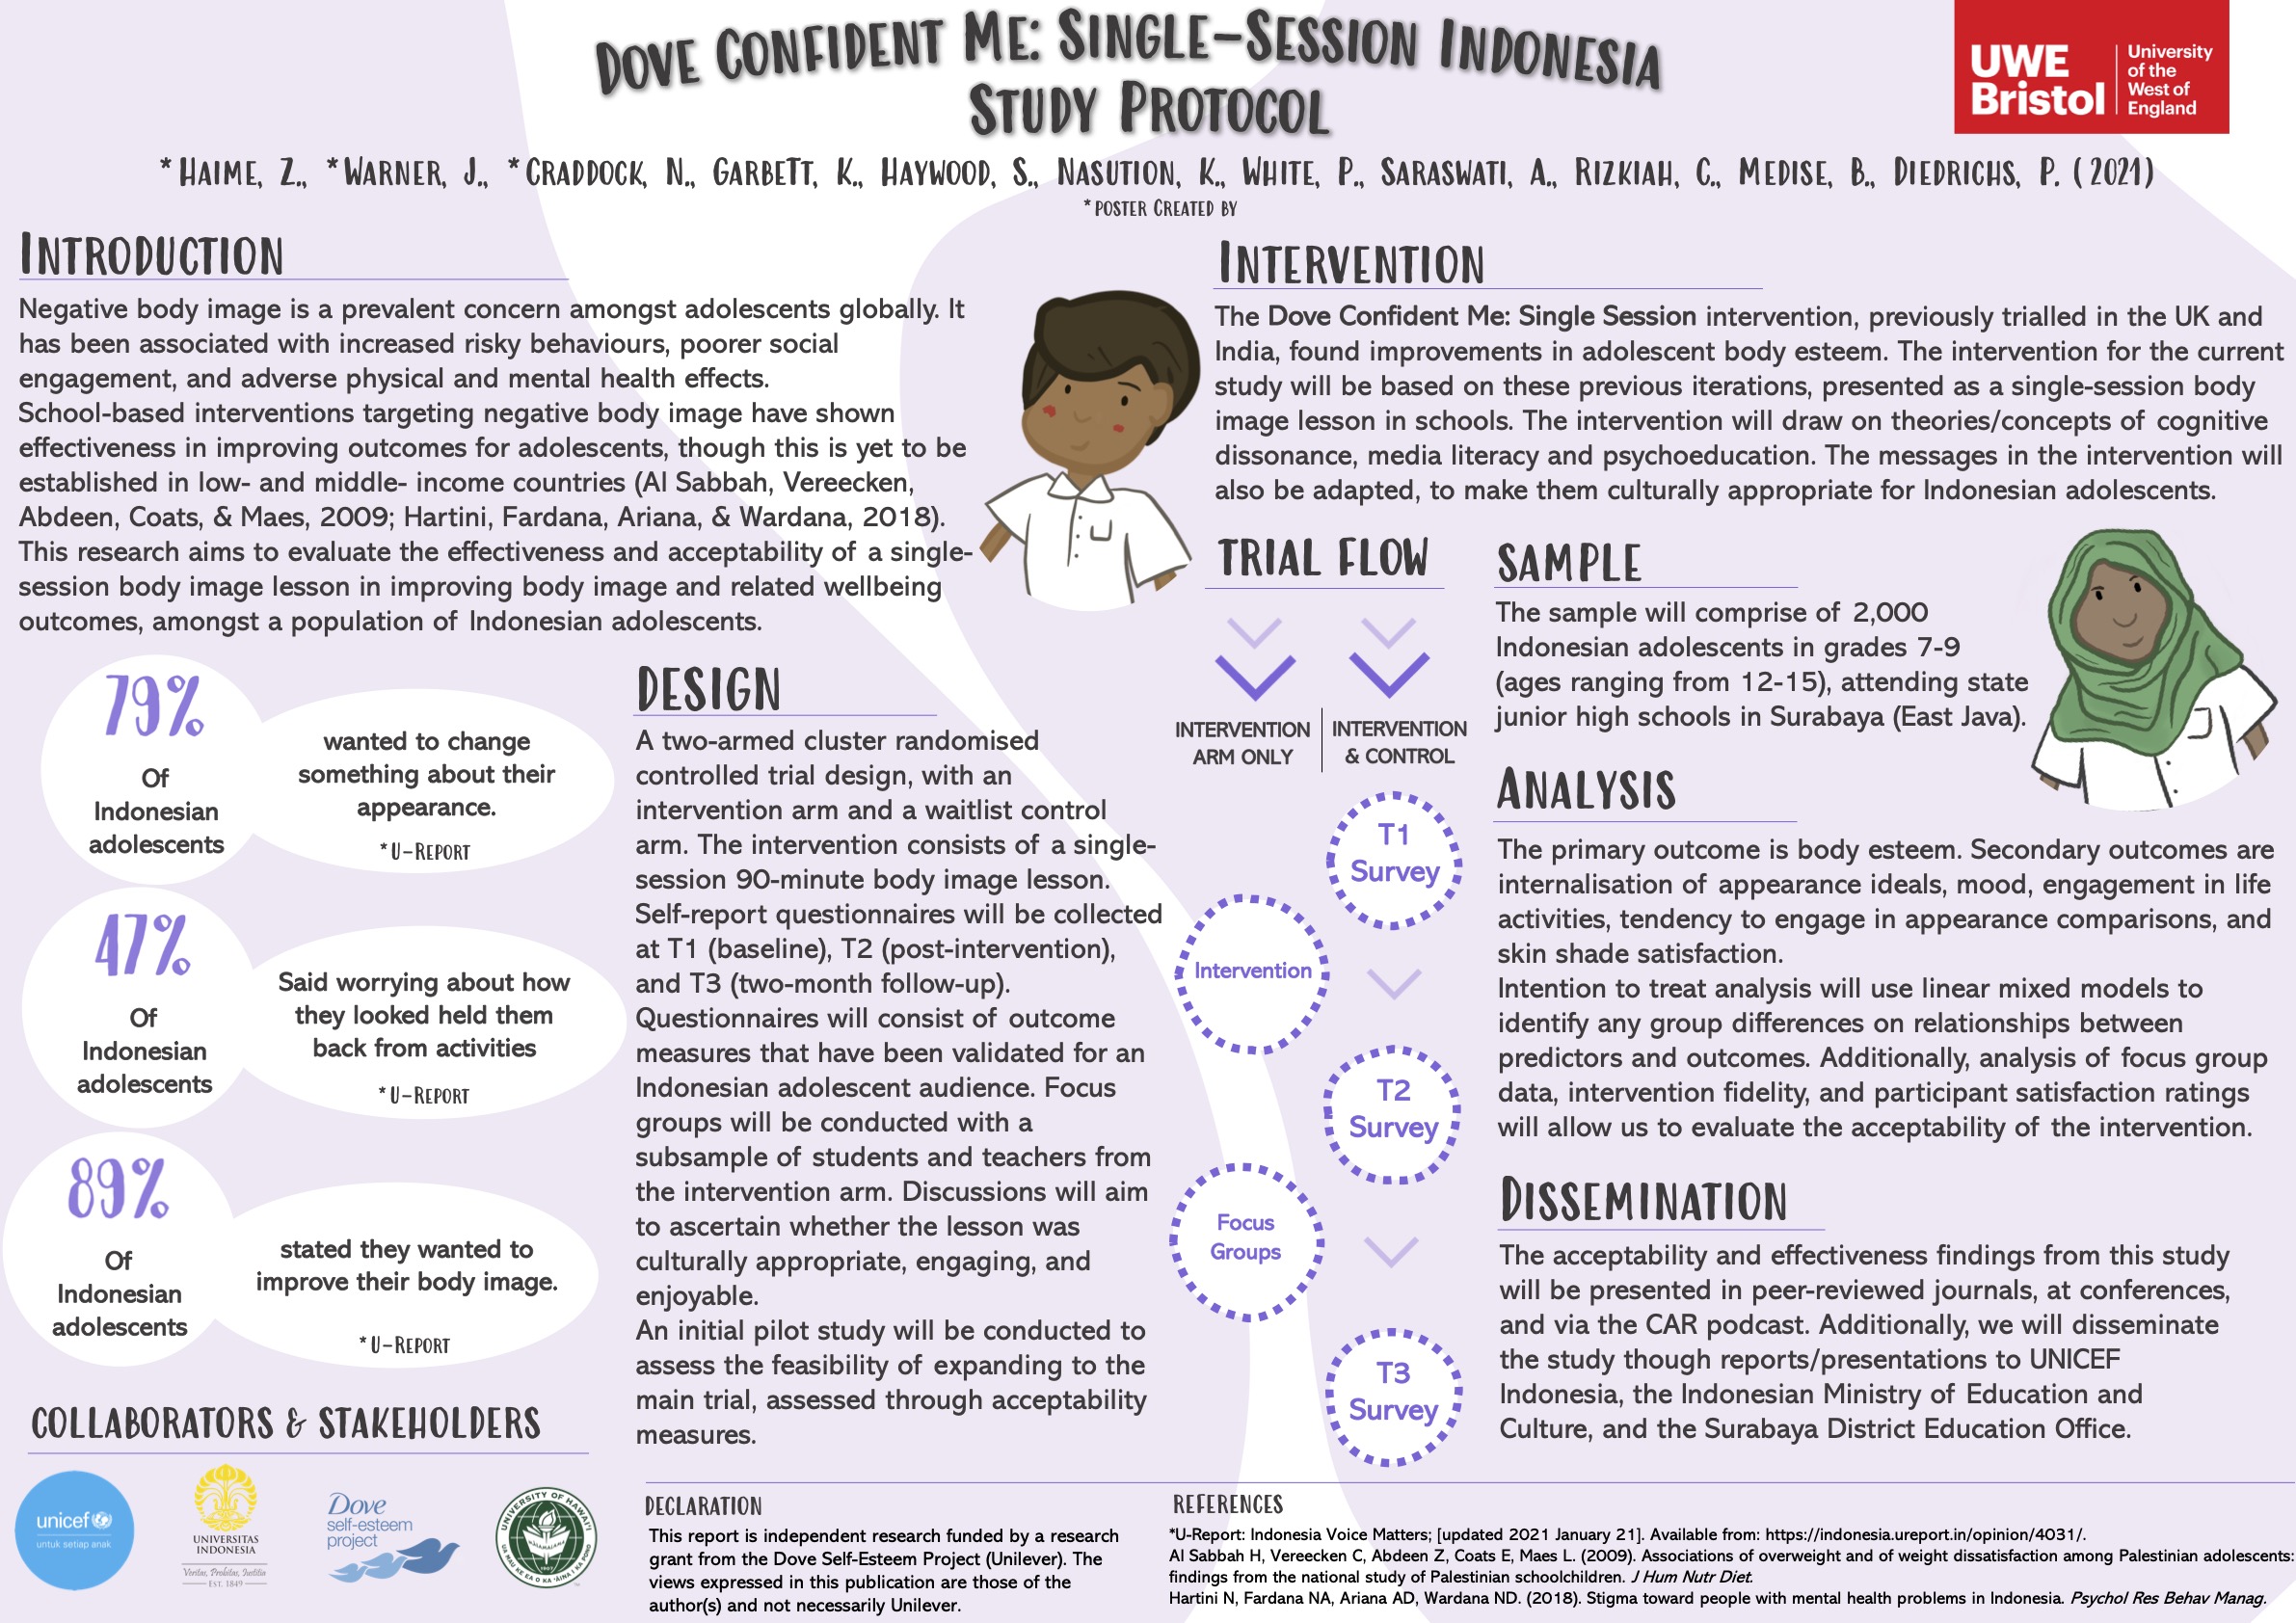 Dove Confident Me: Single-Session Indonesia
Study Protocol
UWE
Bristol
University
of the
West of
England
*Haime, Z., *Warner, J., *Craddock, N., Garbett, K., Haywood, S., Nasution, K., White, P., Saraswati, A., Rizkiah, C., Medise, B., Diedrichs, P. (2021)
*poster Created by
Introduction
Negative body image is a prevalent concern amongst adolescents globally. It
has been associated with increased risky behaviours, poorer social
engagement, and adverse physical and mental health effects.
School-based interventions targeting negative body image have shown
effectiveness in improving outcomes for adolescents, though this is yet to be
established in low- and middle- income countries (Al Sabbah, Vereecken,
Abdeen, Coats, & Maes, 2009; Hartini, Fardana, Ariana, & Wardana, 2018).
This research aims to evaluate the effectiveness and acceptability of a single-
session body image lesson in improving body image and related wellbeing
outcomes, amongst a population of Indonesian adolescents.
79%
Of
Indonesian
adolescents
wanted to change
something about their
appearance.
*U-Report
47%
Of
Indonesian
adolescents
Said worrying about how
they looked held them
back from activities
*U-Report
89%
Of
Indonesian
adolescents
stated they wanted to
improve their body image.
*U-Report
COLLABORATORS & STAKEHOLDERS
unicef
untuk setiap anak
UNIVERSITAS
INDONESIA
Veritas, Probitas, Justitia
EST. 1849
Dove
self-esteem
project
UNIVERSITY OF HAWAI'I
UA MAU KE EA O KA 'ĀINA I KA PONO
MALAMALAMA
1907
DESIGN
A two-armed cluster randomised
controlled trial design, with an
intervention arm and a waitlist control
arm. The intervention consists of a single-
session 90-minute body image lesson.
Self-report questionnaires will be collected
at T1 (baseline), T2 (post-intervention),
and T3 (two-month follow-up).
Questionnaires will consist of outcome
measures that have been validated for an
Indonesian adolescent audience. Focus
groups will be conducted with a
subsample of students and teachers from
the intervention arm. Discussions will aim
to ascertain whether the lesson was
culturally appropriate, engaging, and
enjoyable.
An initial pilot study will be conducted to
assess the feasibility of expanding to the
main trial, assessed through acceptability
measures.
Intervention
The Dove Confident Me: Single Session intervention, previously trialled in the UK and
India, found improvements in adolescent body esteem. The intervention for the current
study will be based on these previous iterations, presented as a single-session body
image lesson in schools. The intervention will draw on theories/concepts of cognitive
dissonance, media literacy and psychoeducation. The messages in the intervention will
also be adapted, to make them culturally appropriate for Indonesian adolescents.
TRIAL FLOW
INTERVENTION
ARM ONLY
INTERVENTION
& CONTROL
T1
Survey
Intervention
T2
Survey
Focus
Groups
T3
Survey
SAMPLE
The sample will comprise of 2,000
Indonesian adolescents in grades 7-9
(ages ranging from 12-15), attending state
junior high schools in Surabaya (East Java).
Analysis
The primary outcome is body esteem. Secondary outcomes are
internalisation of appearance ideals, mood, engagement in life
activities, tendency to engage in appearance comparisons, and
skin shade satisfaction.
Intention to treat analysis will use linear mixed models to
identify any group differences on relationships between
predictors and outcomes. Additionally, analysis of focus group
data, intervention fidelity, and participant satisfaction ratings
will allow us to evaluate the acceptability of the intervention.
Dissemination
The acceptability and effectiveness findings from this study
will be presented in peer-reviewed journals, at conferences,
and via the CAR podcast. Additionally, we will disseminate
the study though reports/presentations to UNICEF
Indonesia, the Indonesian Ministry of Education and
Culture, and the Surabaya District Education Office.
DECLARATION
This report is independent research funded by a research
grant from the Dove Self-Esteem Project (Unilever). The
views expressed in this publication are those of the
author(s) and not necessarily Unilever.
REFERENCES
*U-Report: Indonesia Voice Matters; [updated 2021 January 21]. Available from: https://indonesia.ureport.in/opinion/4031/.
Al Sabbah H, Vereecken C, Abdeen Z, Coats E, Maes L. (2009). Associations of overweight and of weight dissatisfaction among Palestinian adolescents:
findings from the national study of Palestinian schoolchildren. J Hum Nutr Diet.
Hartini N, Fardana NA, Ariana AD, Wardana ND. (2018). Stigma toward people with mental health problems in Indonesia. Psychol Res Behav Manag.